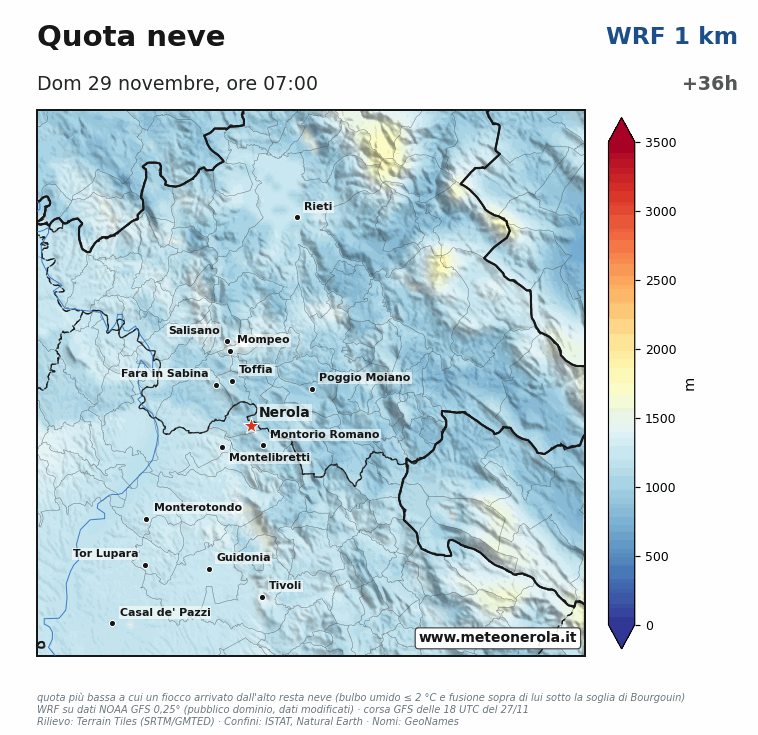 Quota neve
WRF 1 km
Dom 29 novembre, ore 07:00
+36h
Rieti
Salisano
Mompeo
Fara in Sabina
Toffia
Poggio Moiano
Nerola
Montorio Romano
Montelibretti
Monterotondo
Tor Lupara
Guidonia
Tivoli
Casal de' Pazzi
www.meteonerola.it
3500
3000
2500
2000
1500
1000
500
0
m
quota più bassa a cui un fiocco arrivato dall'alto resta neve (bulbo umido ≤ 2 °C e fusione sopra di lui sotto la soglia di Bourgouin)
WRF su dati NOAA GFS 0,25° (pubblico dominio, dati modificati) · corsa GFS delle 18 UTC del 27/11
Rilievo: Terrain Tiles (SRTM/GMTED) · Confini: ISTAT, Natural Earth · Nomi: GeoNames